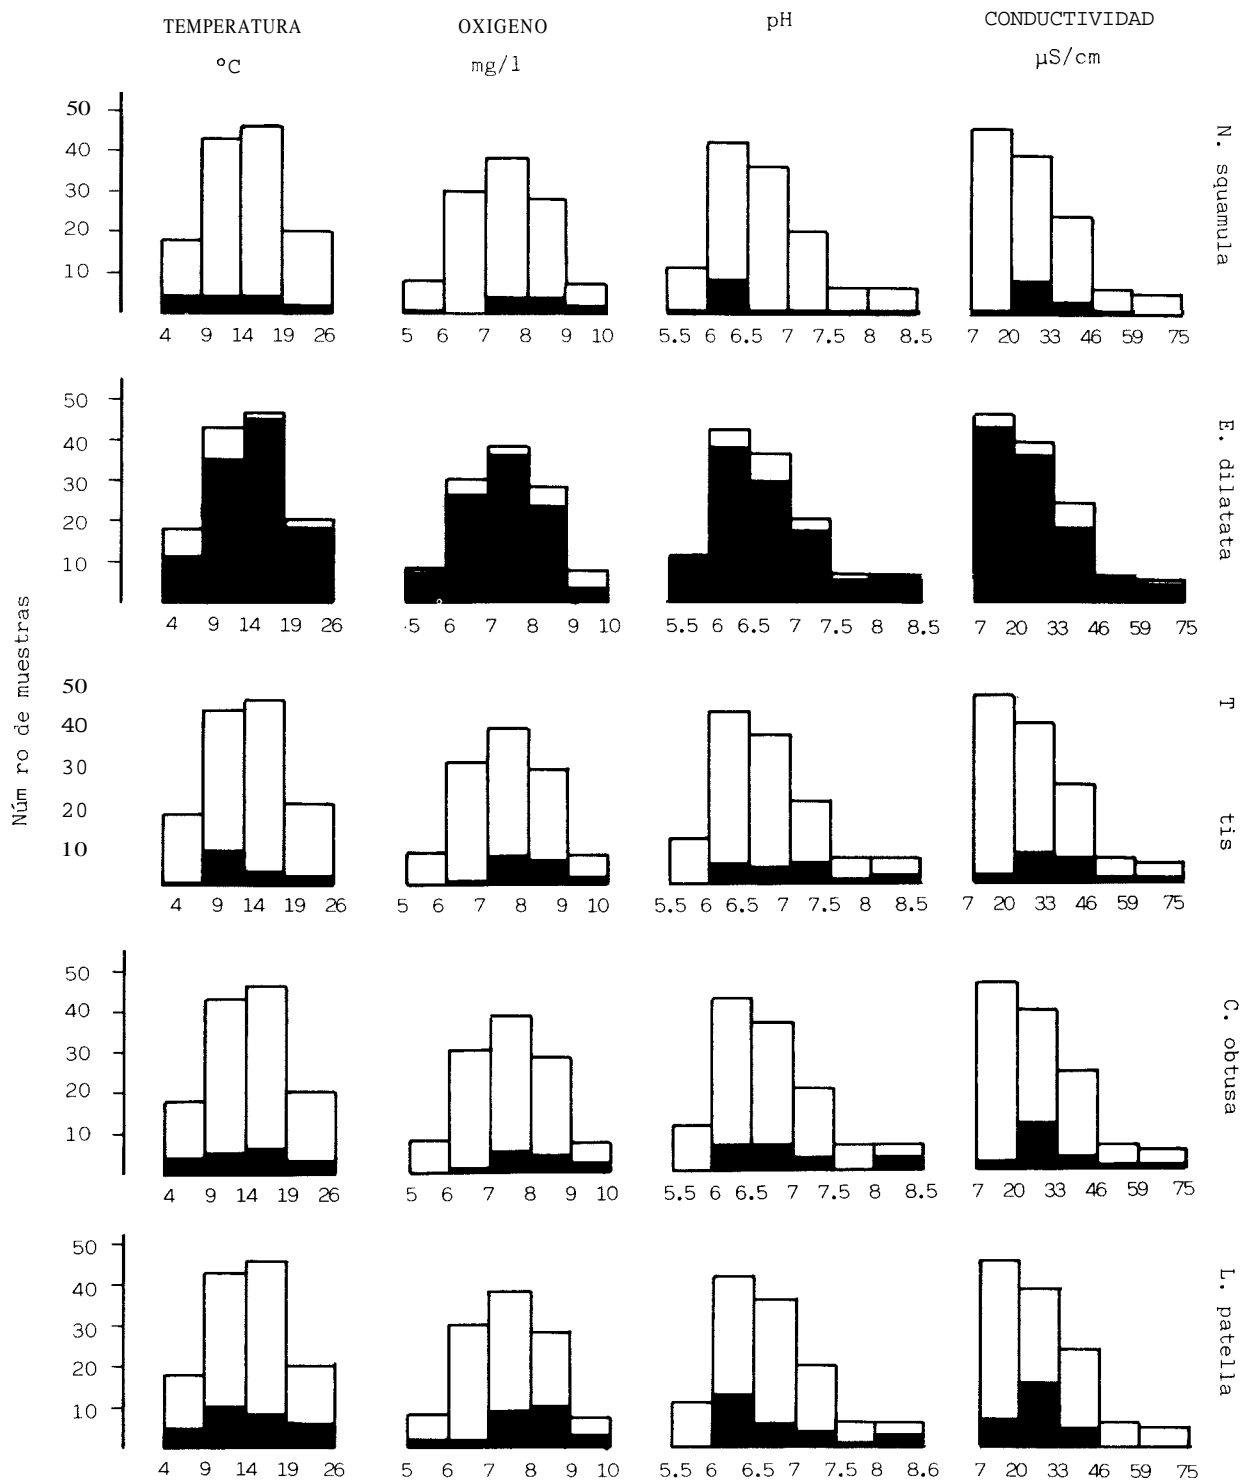 TEMPERATURA OXIGENO pH CONDUCTIVIDAD
°C mg/l µS/cm
Núm ro de muestras
50
40
30
20
10
4 9 14 19 26 5 6 7 8 9 10 5.5 6 6.5 7 7.5 8 8.5 7 20 33 46 59 75
N. squamula
50
40
30
20
10
4 9 14 19 26 .5 6 7 8 9 10 5.5 6 6.5 7 7.5 8 8.5 7 20 33 46 59 75
E. dilatata
50
40
30
20
10
4 9 14 19 26 5 6 7 8 9 10 5.5 6 6.5 7 7.5 8 8.5 7 20 33 46 59 75
T tis
50
40
30
20
10
4 9 14 19 26 5 6 7 8 9 10 5.5 6 6.5 7 7.5 8 8.5 7 20 33 46 59 75
C. obtusa
50
40
30
20
10
4 9 14 19 26 5 6 7 8 9 10 5.5 6 6.5 7 7.5 8 8.5 7 20 33 46 59 75
L. patella